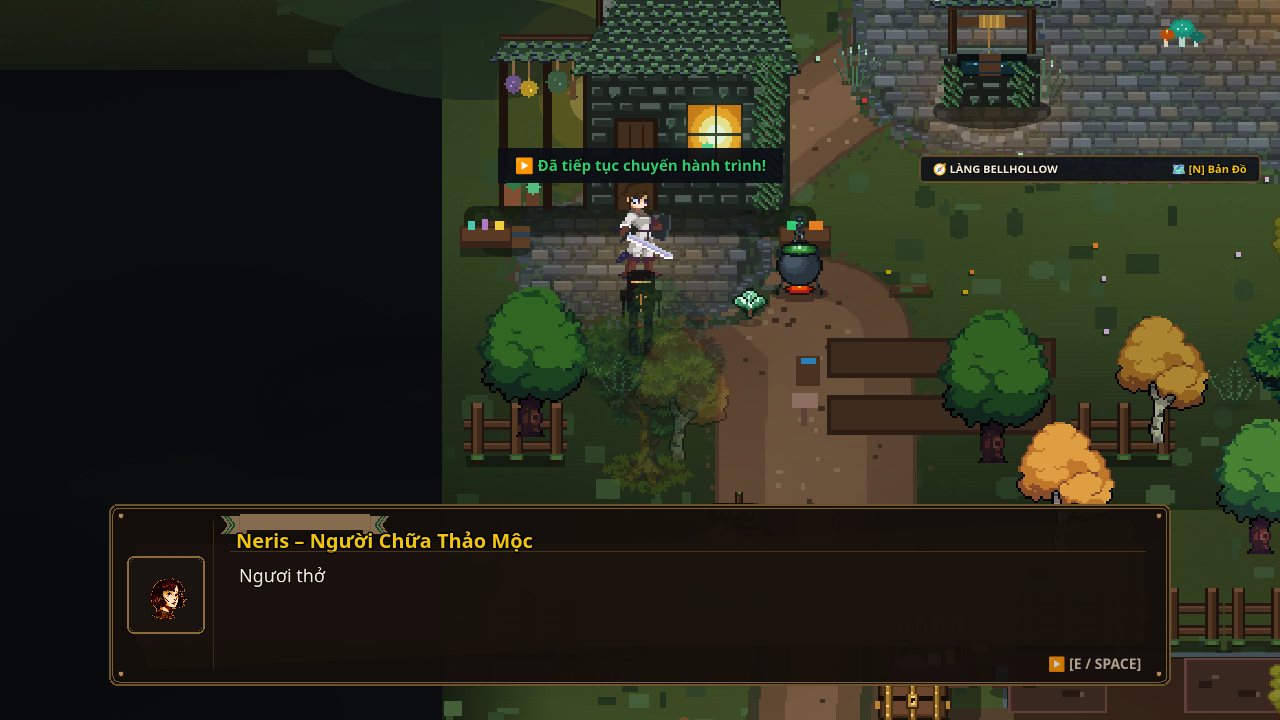 ▶️ Đã tiếp tục chuyến hành trình!
🧭 LÀNG BELLHOLLOW
🗺️ [N] Bản Đồ
Neris – Người Chữa Thảo Mộc
Ngươi thở
▶️ [E / SPACE]